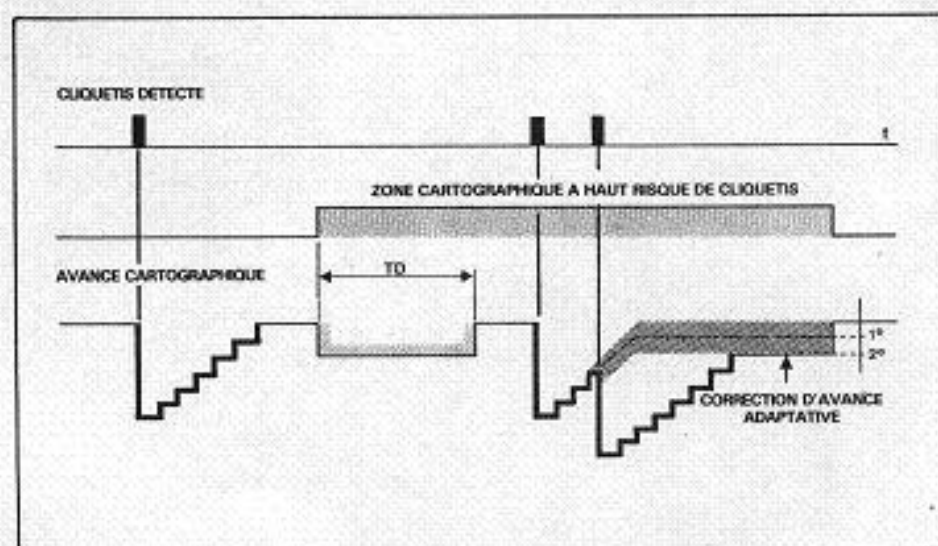 CLIQUETIS DETECTE
t
ZONE CARTOGRAPHIQUE A HAUT RISQUE DE CLIQUETIS
AVANCE CARTOGRAPHIQUE
TD
1°
2°
CORRECTION D'AVANCE
ADAPTATIVE